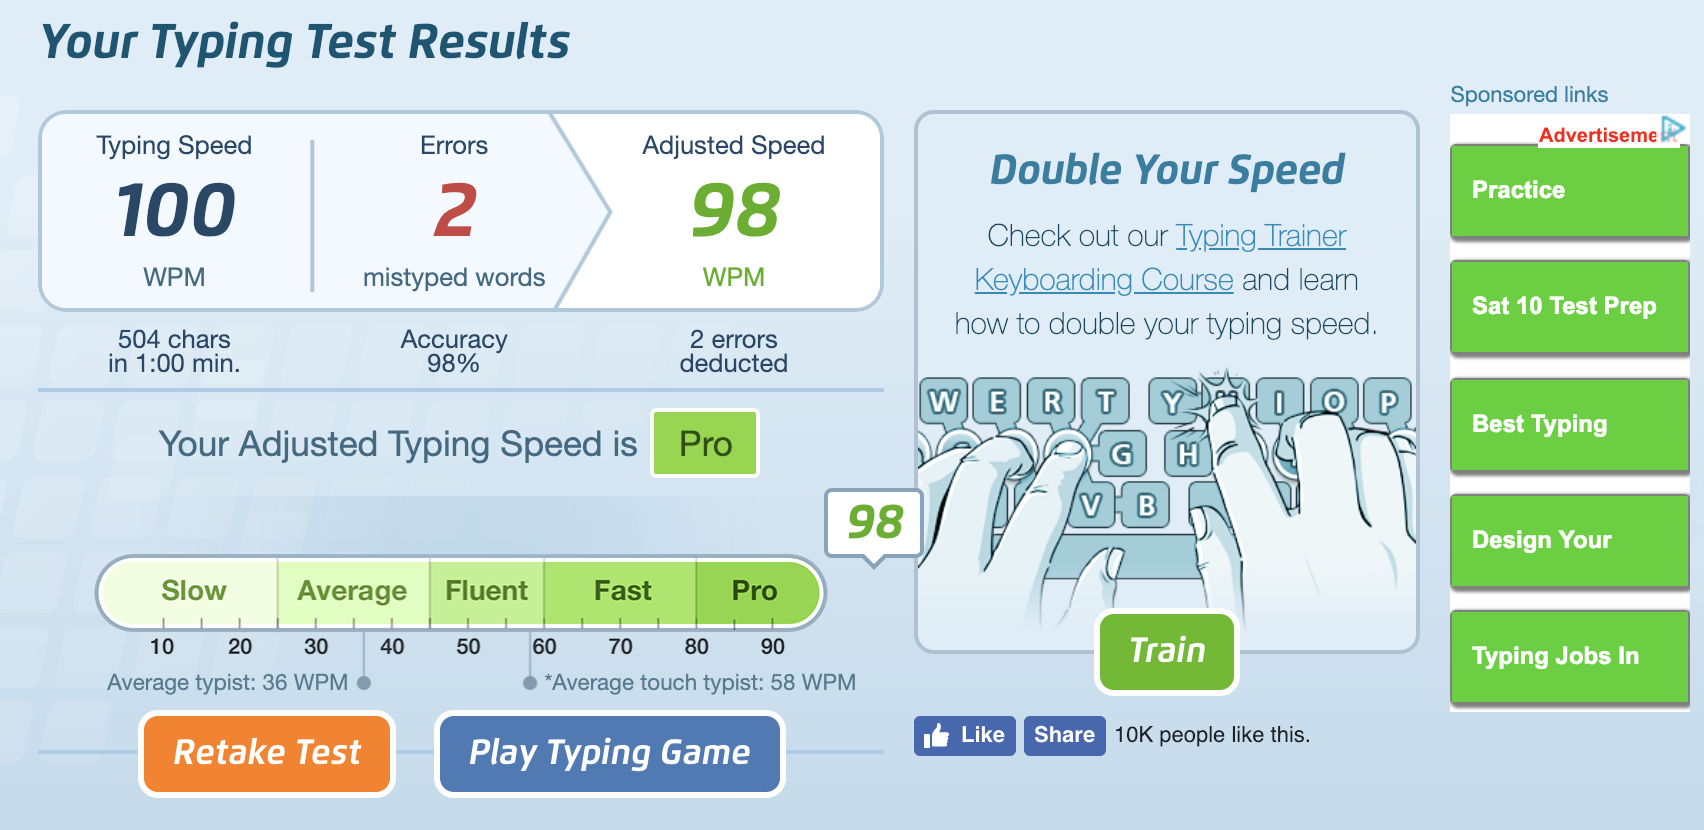 Your Typing Test Results
Typing Speed
100
WPM
504 chars
in 1:00 min.
Errors
2
mistyped words
Accuracy
98%
Adjusted Speed
98
WPM
2 errors
deducted
Your Adjusted Typing Speed is Pro
98
Slow Average Fluent Fast Pro
10 20 30 40 50 60 70 80 90
Average typist: 36 WPM
*Average touch typist: 58 WPM
Retake Test
Play Typing Game
Double Your Speed
Check out our Typing Trainer
Keyboarding Course and learn
how to double your typing speed.
W E R T Y I O P
G H
V B
Train
Like Share 10K people like this.
Sponsored links
Advertisement
Practice
Sat 10 Test Prep
Best Typing
Design Your
Typing Jobs In